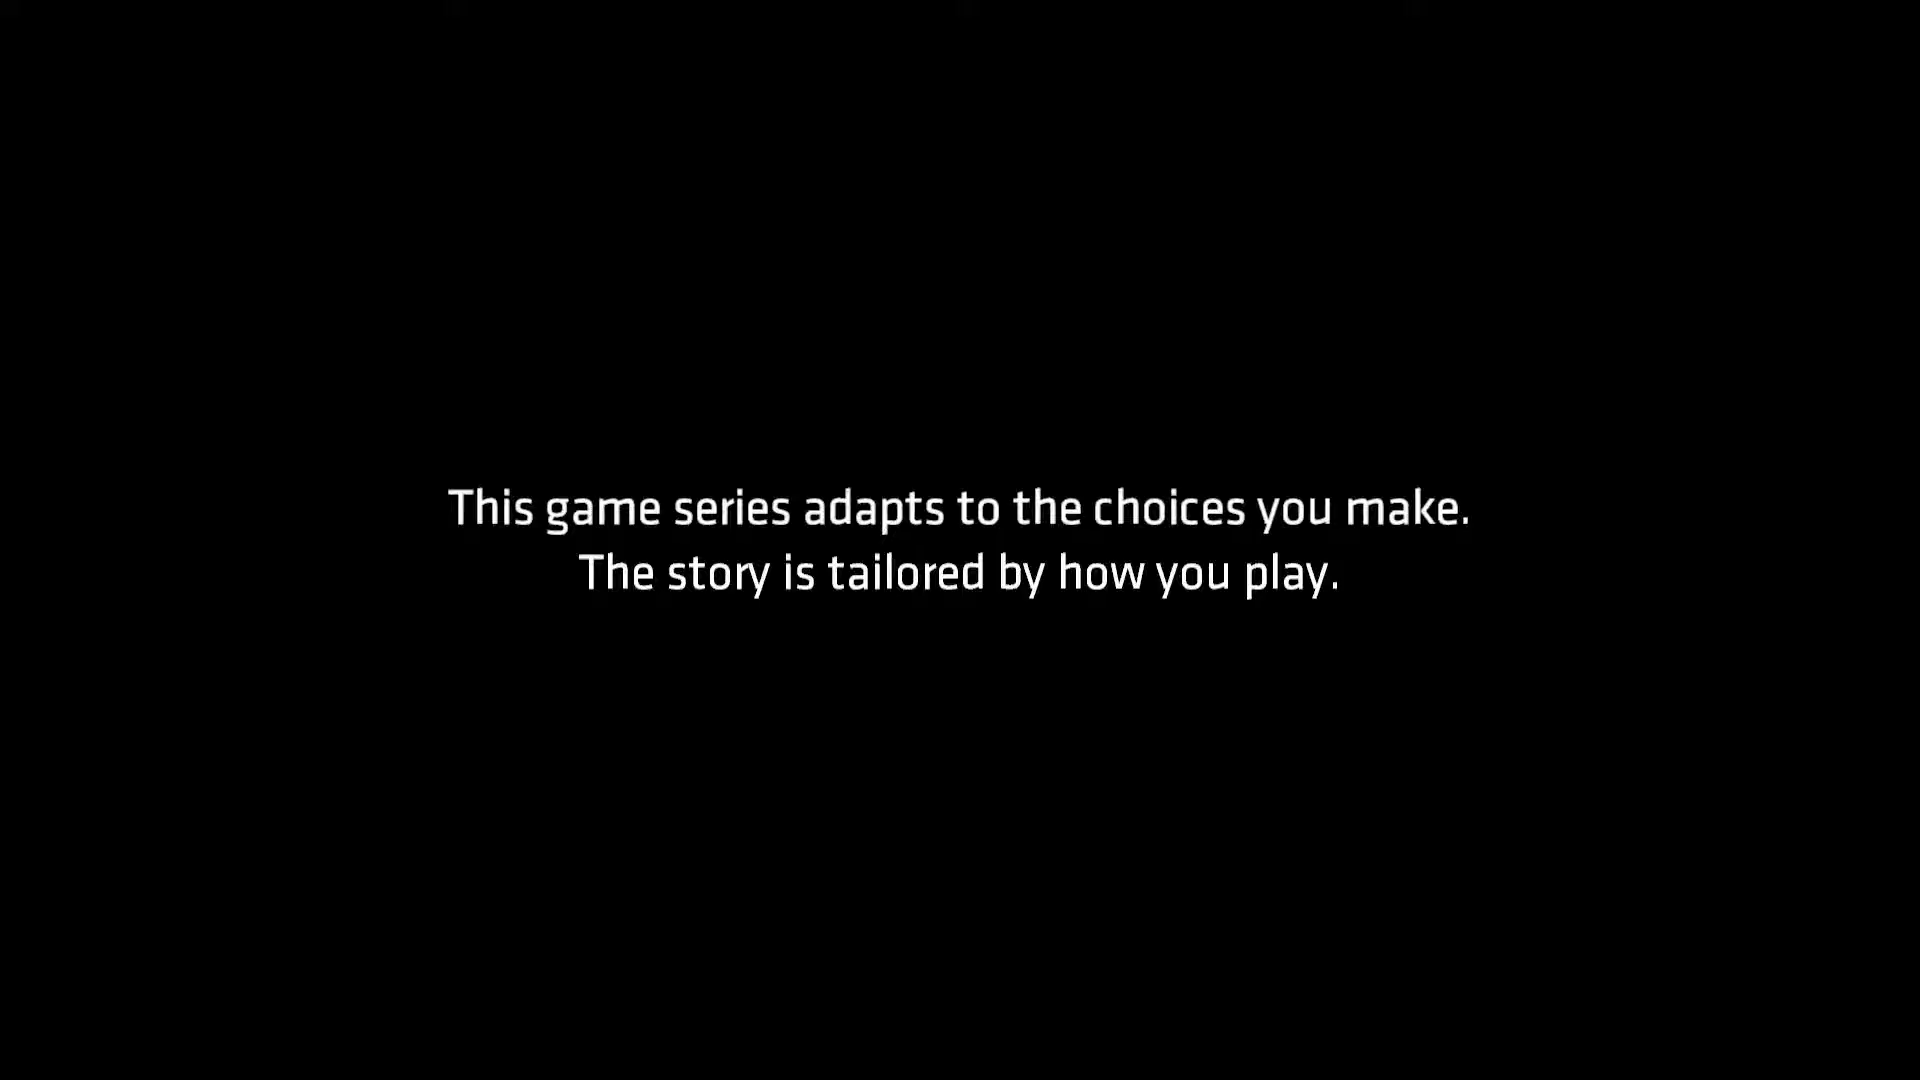 This game series adapts to the choices you make.
The story is tailored by how you play.